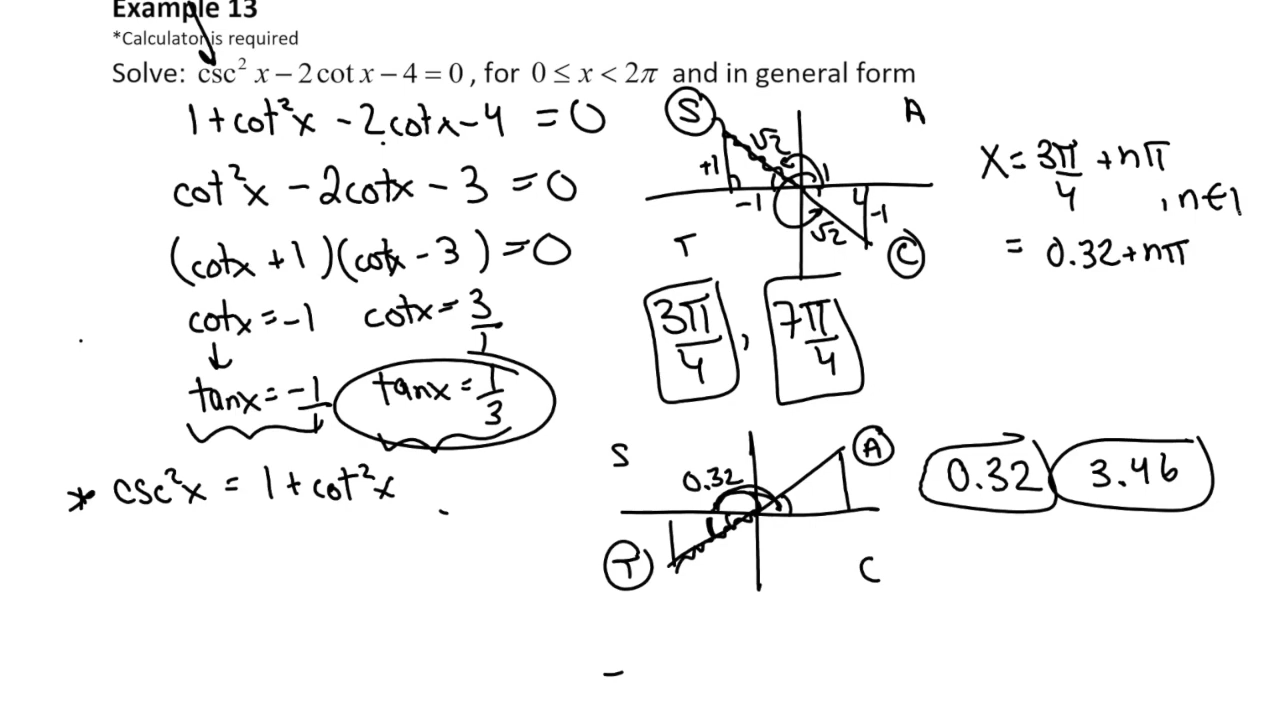 Example 13
*Calculator is required
Solve: csc² x − 2 cot x − 4 = 0 , for 0 ≤ x < 2π and in general form
1 + cot²x − 2cotx − 4 = 0
cot²x − 2cotx − 3 = 0
(cotx + 1)(cotx − 3) = 0
cotx = −1 cotx = 3/1
↓
tanx = −1/1 tanx = 1/3
* csc²x = 1 + cot²x
S A
√2
+1 1
−1 −1
√2
T C
3π/4 , 7π/4
X = 3π/4 + nπ
, n∈I
= 0.32 + nπ
S A
0.32
T C
0.32 3.46